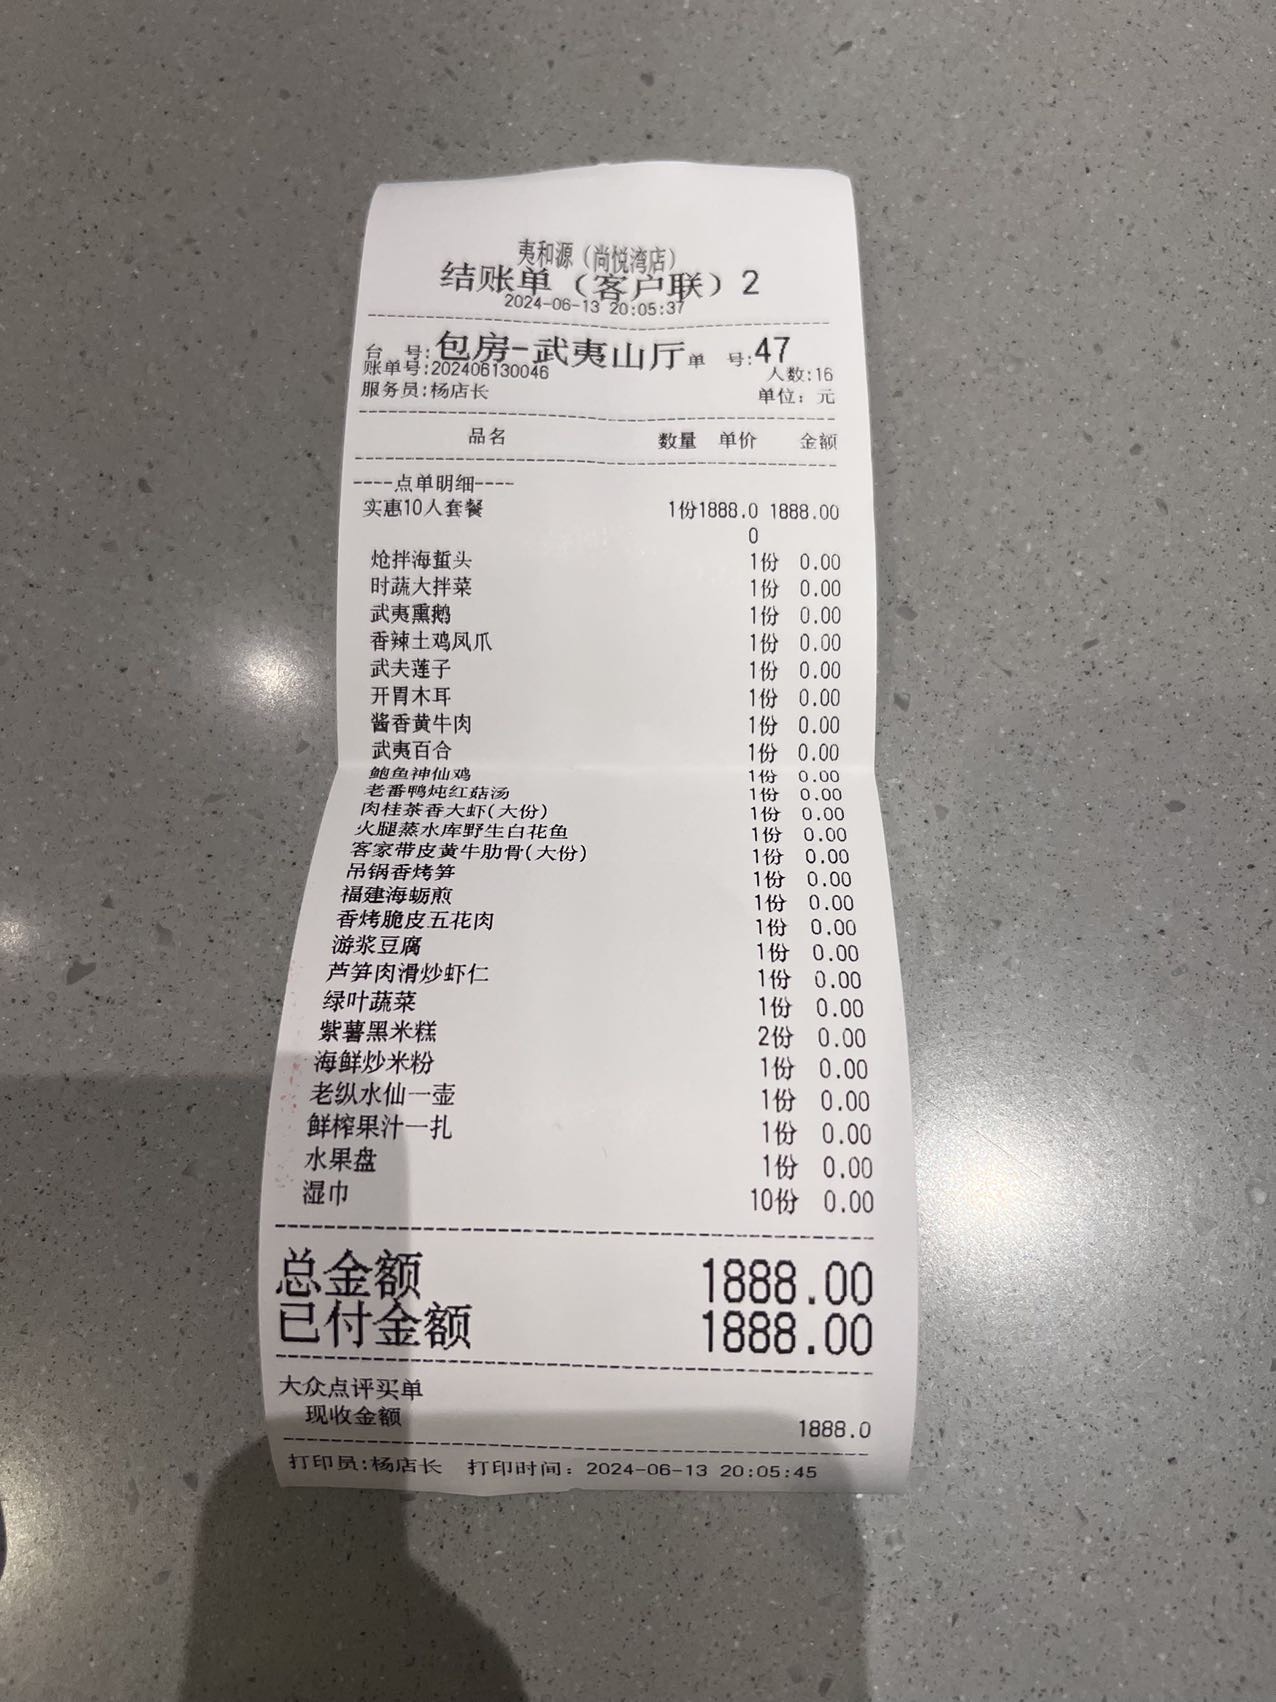 夷和源（尚悦湾店）
结账单（客户联）2
2024-06-13 20:05:37
台 号:包房-武夷山厅 单 号:47
账单号:202406130046 人数:16
服务员:杨店长 单位：元
品名 数量 单价 金额
----点单明细----
实惠10人套餐 1份1888.0 1888.00
0
炝拌海蜇头 1份 0.00
时蔬大拌菜 1份 0.00
武夷熏鹅 1份 0.00
香辣土鸡凤爪 1份 0.00
武夫莲子 1份 0.00
开胃木耳 1份 0.00
酱香黄牛肉 1份 0.00
武夷百合 1份 0.00
鲍鱼神仙鸡 1份 0.00
老番鸭炖红菇汤 1份 0.00
肉桂茶香大虾(大份) 1份 0.00
火腿蒸水库野生白花鱼 1份 0.00
客家带皮黄牛肋骨(大份) 1份 0.00
吊锅香烤笋 1份 0.00
福建海蛎煎 1份 0.00
香烤脆皮五花肉 1份 0.00
游浆豆腐 1份 0.00
芦笋肉滑炒虾仁 1份 0.00
绿叶蔬菜 1份 0.00
紫薯黑米糕 2份 0.00
海鲜炒米粉 1份 0.00
老纵水仙一壶 1份 0.00
鲜榨果汁一扎 1份 0.00
水果盘 1份 0.00
湿巾 10份 0.00
总金额 1888.00
已付金额 1888.00
大众点评买单
现收金额 1888.0
打印员:杨店长 打印时间：2024-06-13 20:05:45